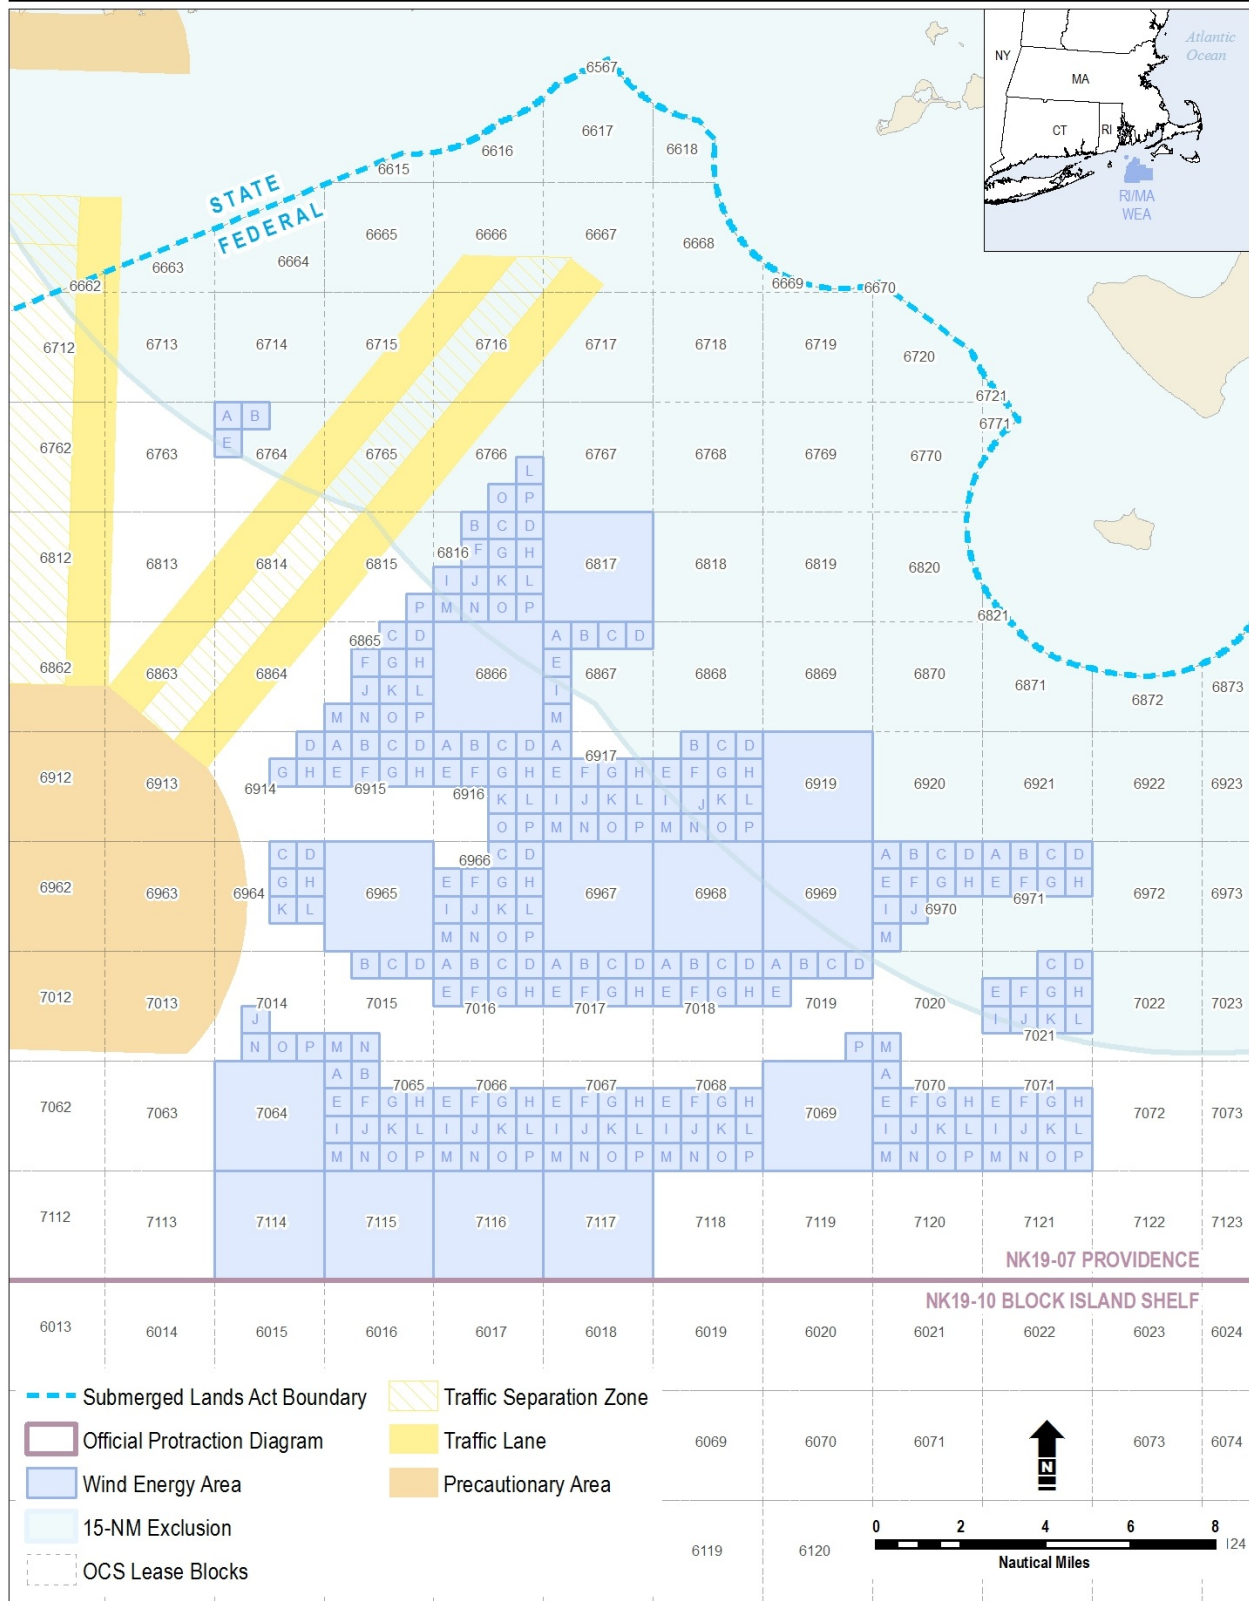 Atlantic
Ocean
NY
MA
CT
RI
RI/MA
WEA
6567
6617
6616
6618
6615
STATE
FEDERAL
6665 6666 6667 6668
6663 6664
6662 6669 6670
6712 6713 6714 6715 6716 6717 6718 6719 6720
6721
A B
6771
E
6762 6763 6764 6765 6766 6767 6768 6769 6770
L
O P
B C D
6816 F G H
6812 6813 6814 6815 6817 6818 6819 6820
I J K L
P M N O P
6821
6865 C D A B C D
F G H E
6862 6863 6864 6866 6867 6868 6869 6870 6871 6872 6873
J K L I
M N O P M
D A B C D A B C D A 6917 B C D
G H E F G H E F G H E F G H E F G H
6912 6913 6914 6915 6916 6919 6920 6921 6922 6923
K L I J K L I J K L
O P M N O P M N O P
C D 6966 C D A B C D A B C D
G H E F G H E F G H E F G H
6962 6963 6964 6965 6967 6968 6969 6970 6971 6972 6973
K L I J K L I J
M N O P M
B C D A B C D A B C D A B C D A B C D C D
E F G H E F G H E F G H E E F G H
7012 7013 7014 7015 7016 7017 7018 7019 7020 7022 7023
J I J K L
7021
N O P M N P M
A B A
7065 7066 7067 7068 7070 7071
E F G H E F G H E F G H E F G H E F G H E F G H
7062 7063 7064 7069 7072 7073
I J K L I J K L I J K L I J K L I J K L I J K L
M N O P M N O P M N O P M N O P M N O P M N O P
7112 7113 7114 7115 7116 7117 7118 7119 7120 7121 7122 7123
NK19-07 PROVIDENCE
NK19-10 BLOCK ISLAND SHELF
6013 6014 6015 6016 6017 6018 6019 6020 6021 6022 6023 6024
Submerged Lands Act Boundary
Official Protraction Diagram
Wind Energy Area
15-NM Exclusion
OCS Lease Blocks
Traffic Separation Zone
Traffic Lane
Precautionary Area
6069 6070 6071 6073 6074
N
6119 6120
0 2 4 6 8
Nautical Miles